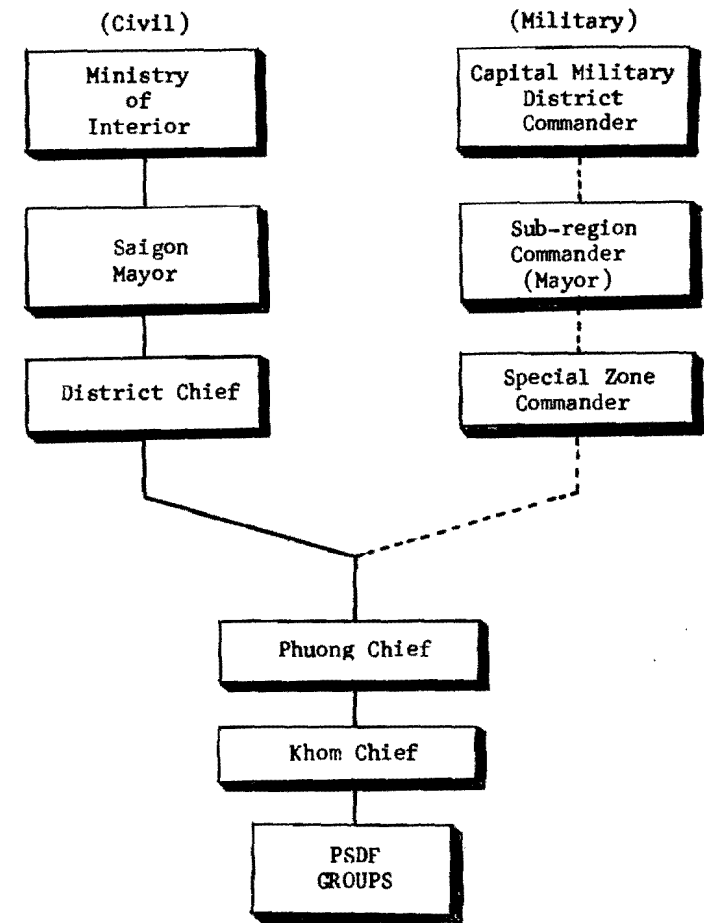 (Civil)
Ministry
of
Interior
Saigon
Mayor
District Chief
(Military)
Capital Military
District
Commander
Sub-region
Commander
(Mayor)
Special Zone
Commander
Phuong Chief
Khom Chief
PSDF
GROUPS